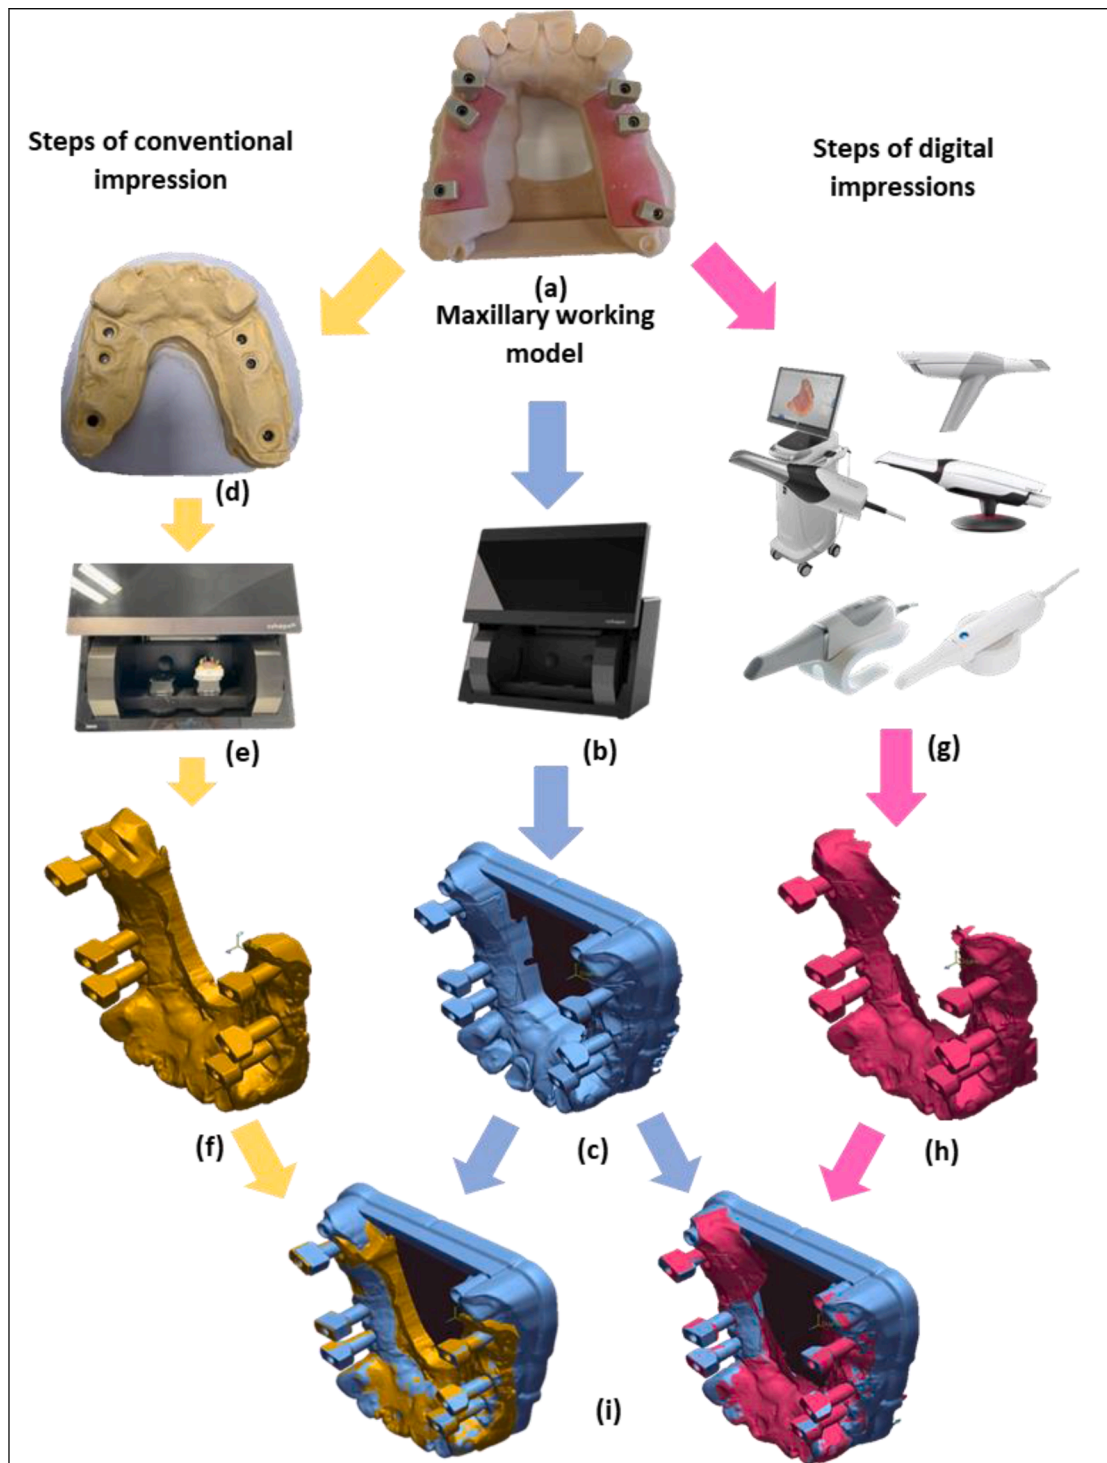 Steps of conventional
impression
Steps of digital
impressions
(a)
Maxillary working
model
(d)
(e)
(b)
(g)
(f)
(c)
(h)
(i)